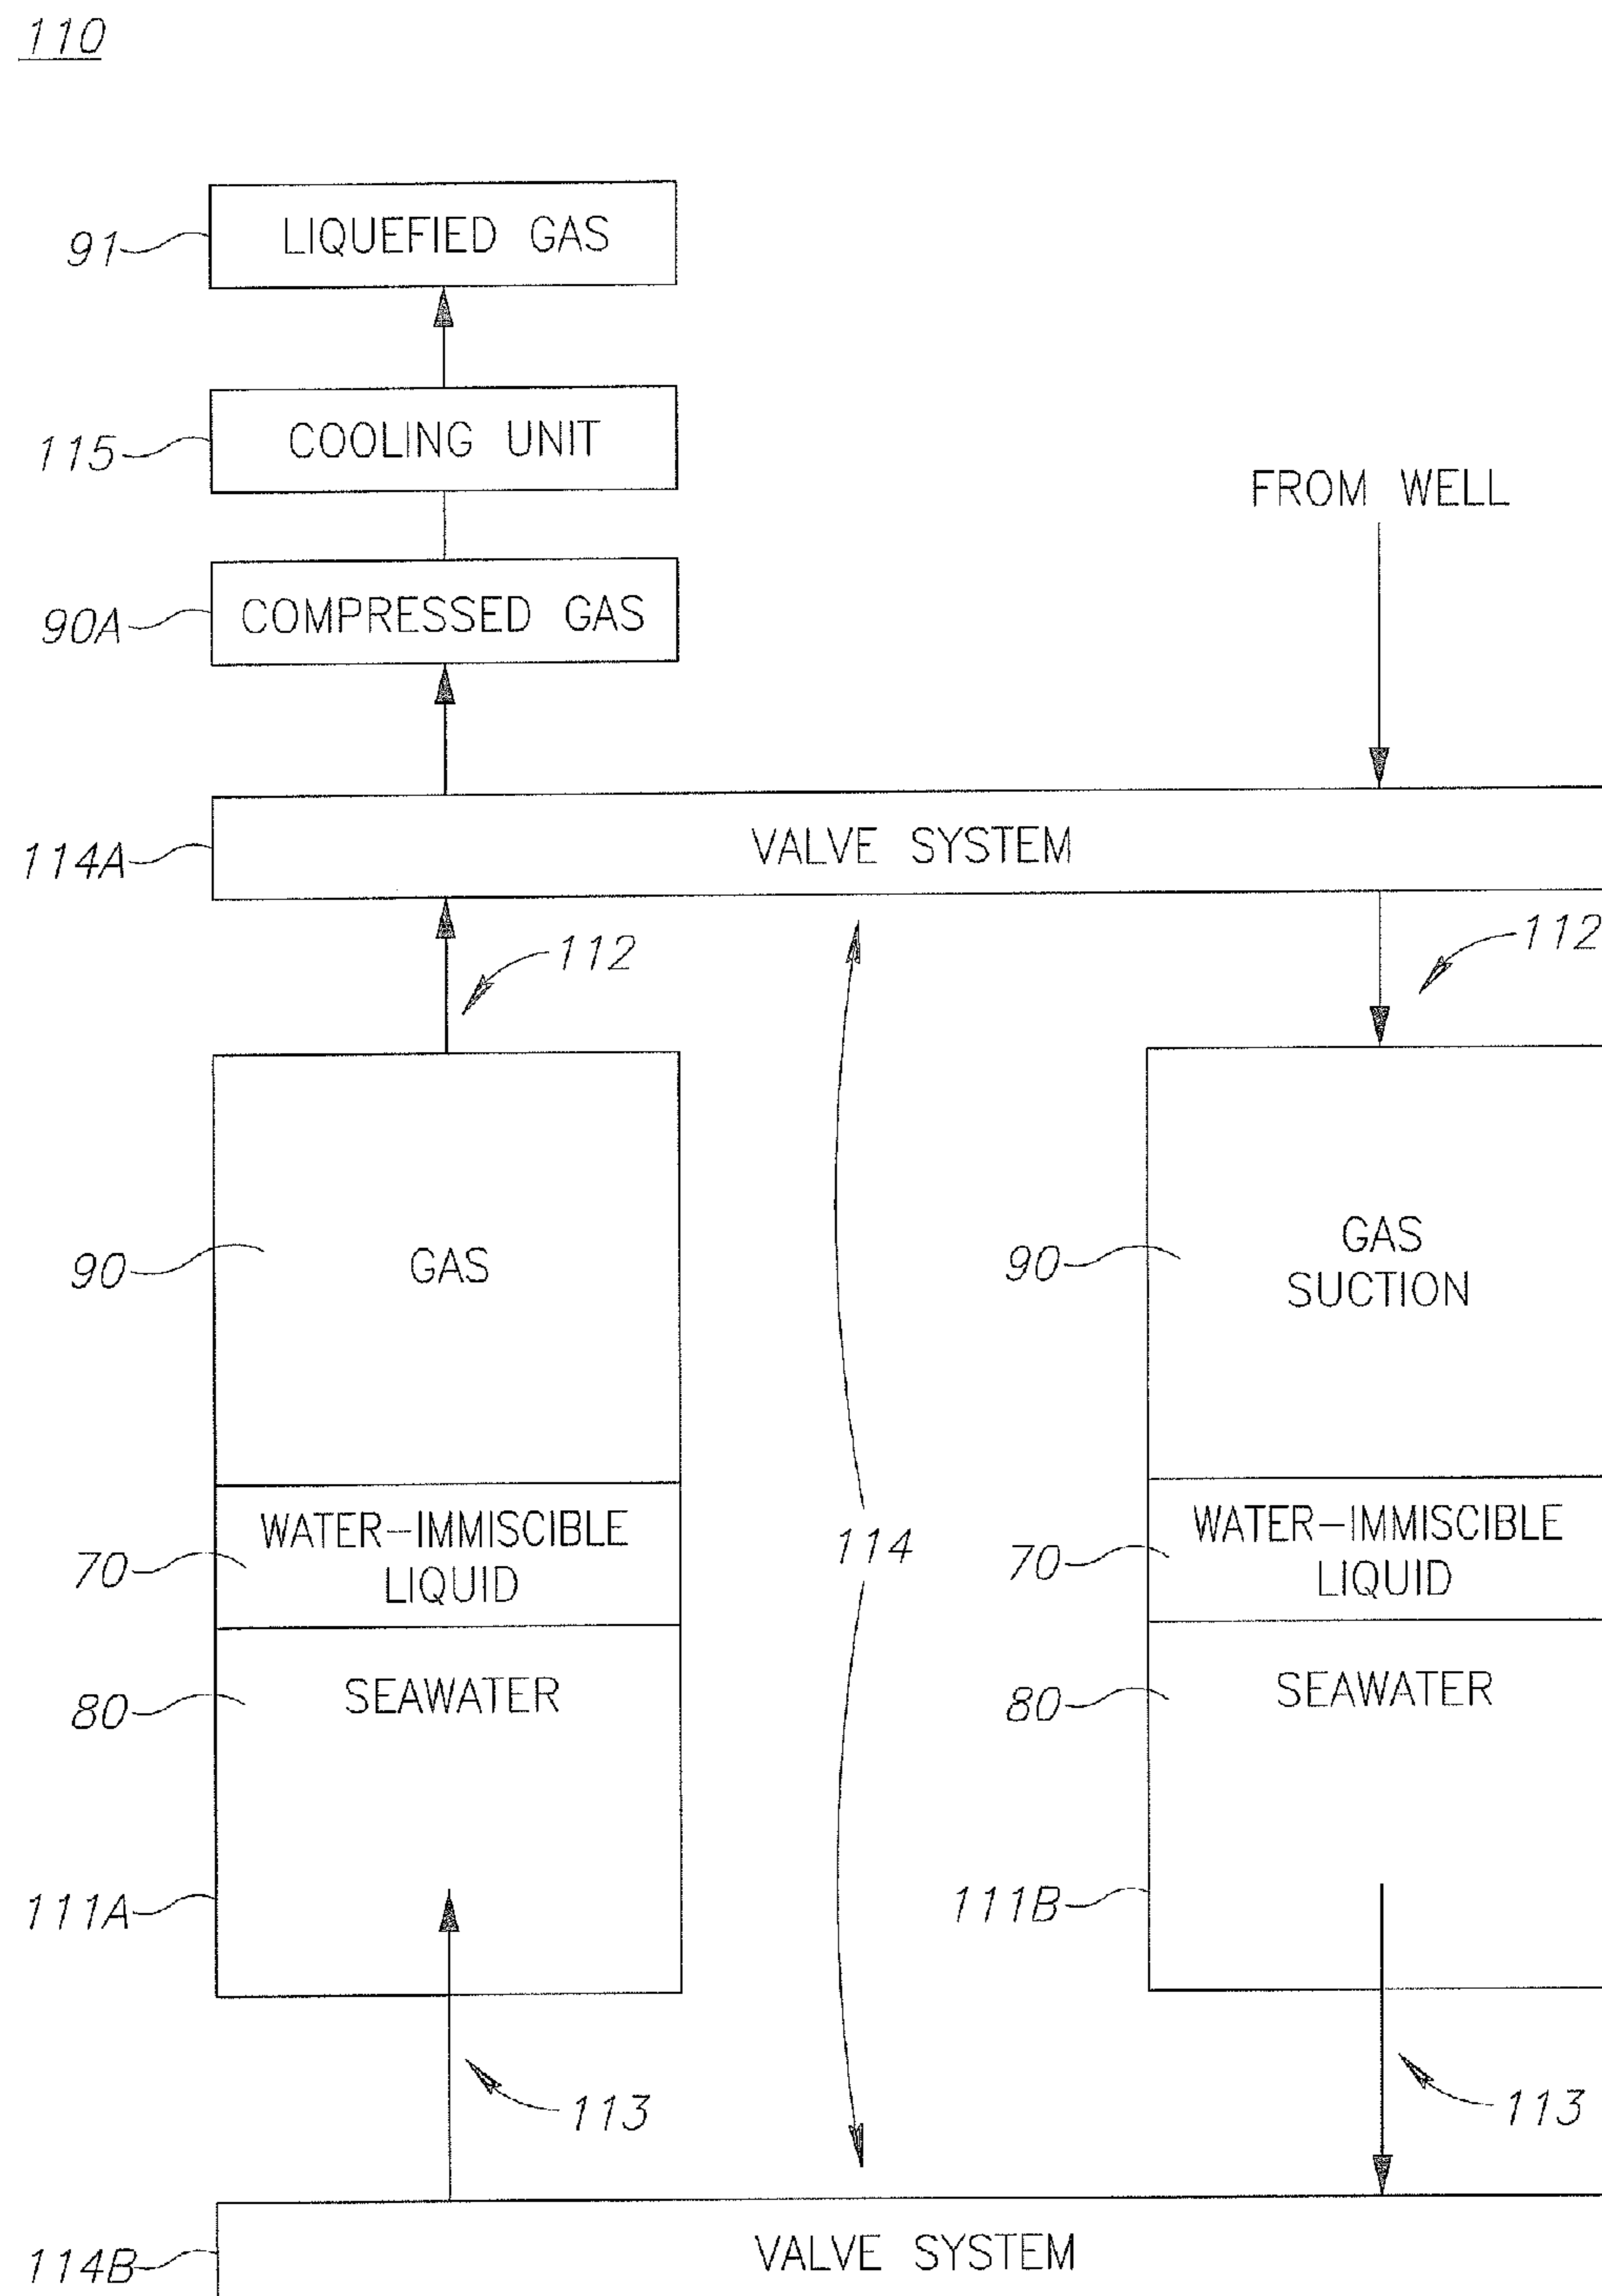 110
LIQUEFIED GAS
91
COOLING UNIT
115
FROM WELL
COMPRESSED GAS
90A
VALVE SYSTEM
114A
112
112
GAS
90
GAS
SUCTION
90
WATER-IMMISCIBLE
LIQUID
70
114
WATER-IMMISCIBLE
LIQUID
70
SEAWATER
80
SEAWATER
80
111A
111B
113
113
VALVE SYSTEM
114B